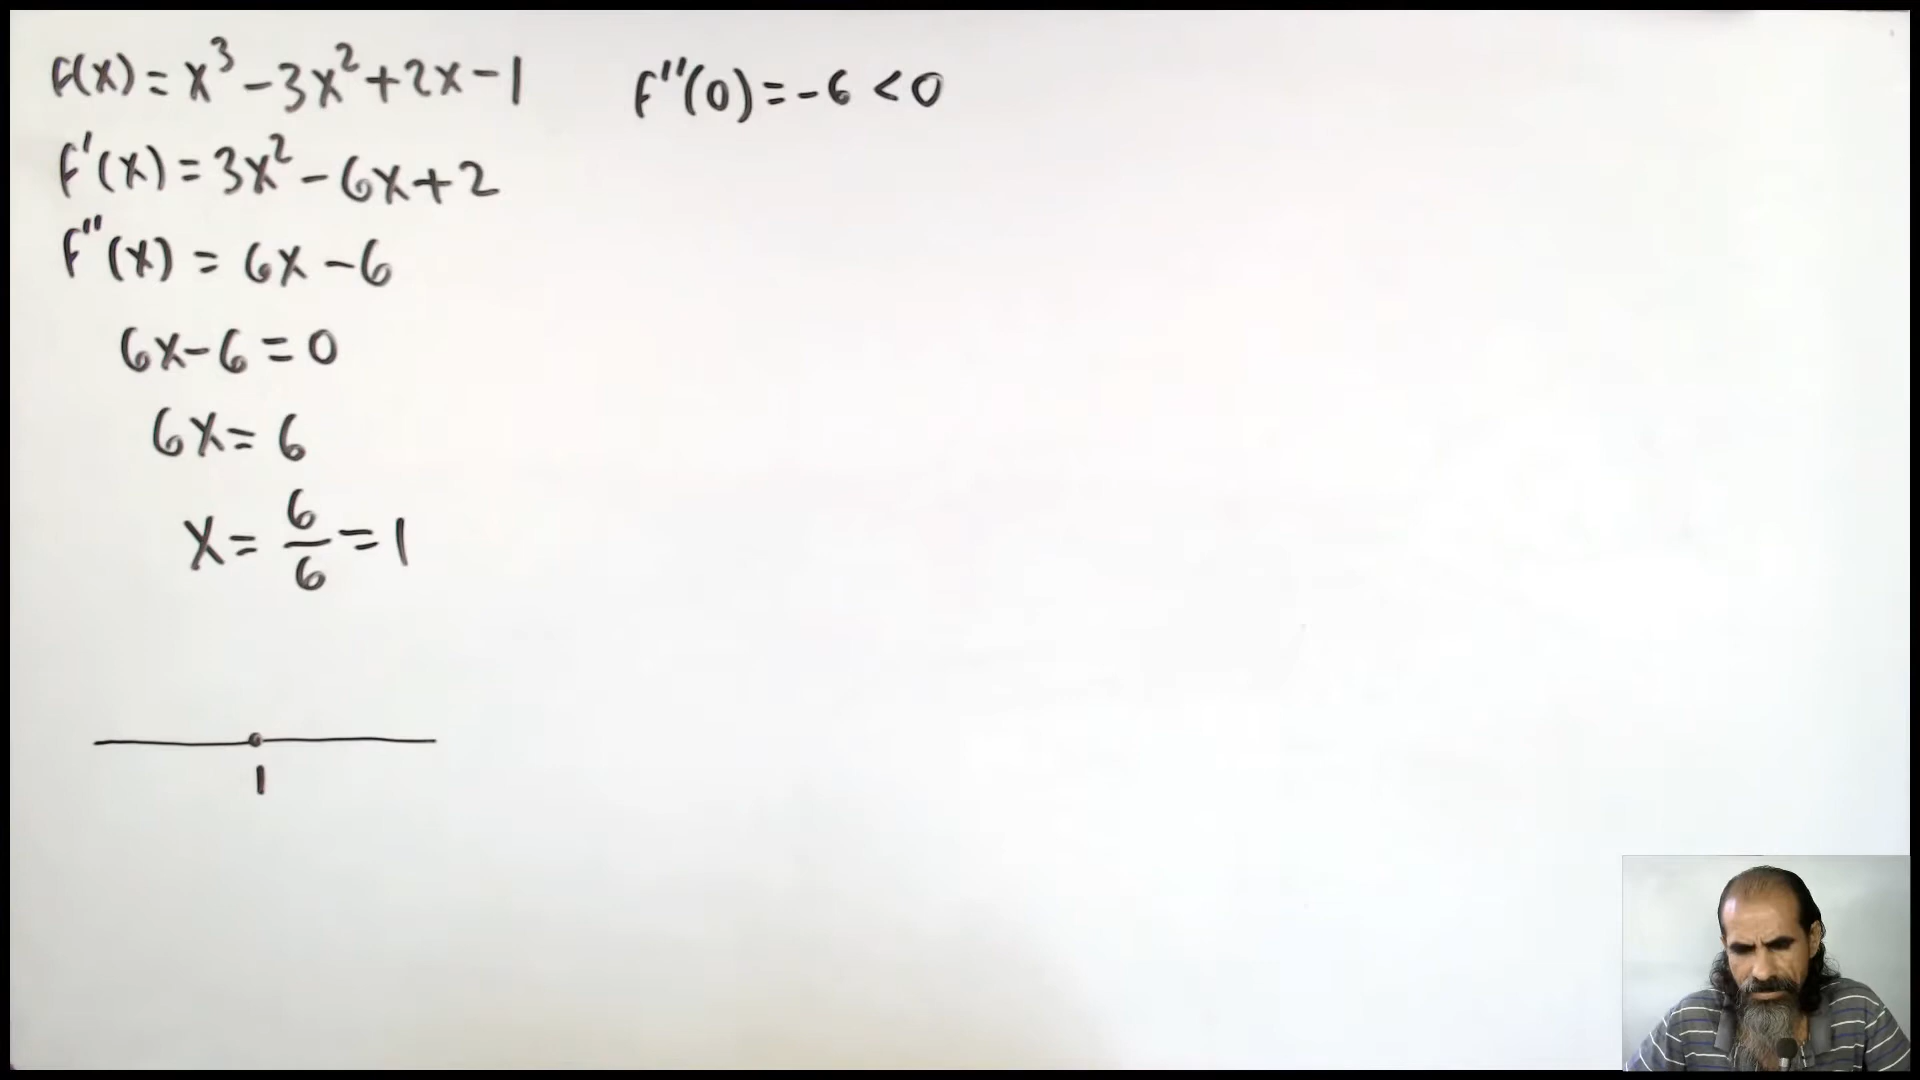 F(x) = x³ - 3x² + 2x - 1
F'(x) = 3x² - 6x + 2
F''(x) = 6x - 6
6x - 6 = 0
6x = 6
x = 6/6 = 1
1
F''(0) = -6 < 0